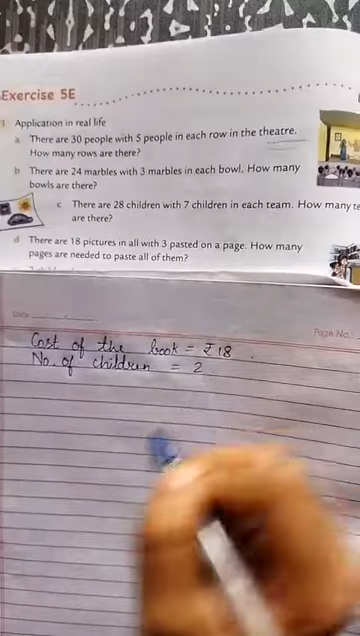 Exercise 5E
1 Application in real life
a There are 30 people with 5 people in each row in the theatre.
How many rows are there?
b There are 24 marbles with 3 marbles in each bowl. How many
bowls are there?
c There are 28 children with 7 children in each team. How many te
are there?
d There are 18 pictures in all with 3 pasted on a page. How many
pages are needed to paste all of them?
Date
Page No.
Cost of the book = ₹18
No. of children = 2